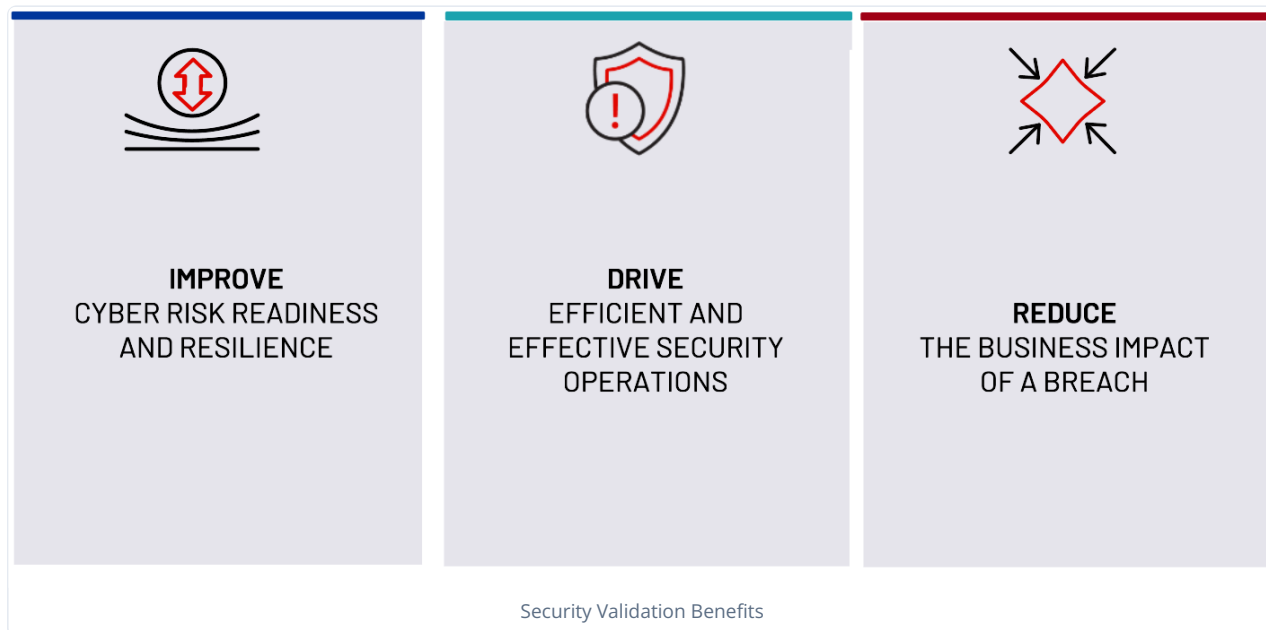 IMPROVE
CYBER RISK READINESS
AND RESILIENCE
DRIVE
EFFICIENT AND
EFFECTIVE SECURITY
OPERATIONS
REDUCE
THE BUSINESS IMPACT
OF A BREACH
Security Validation Benefits